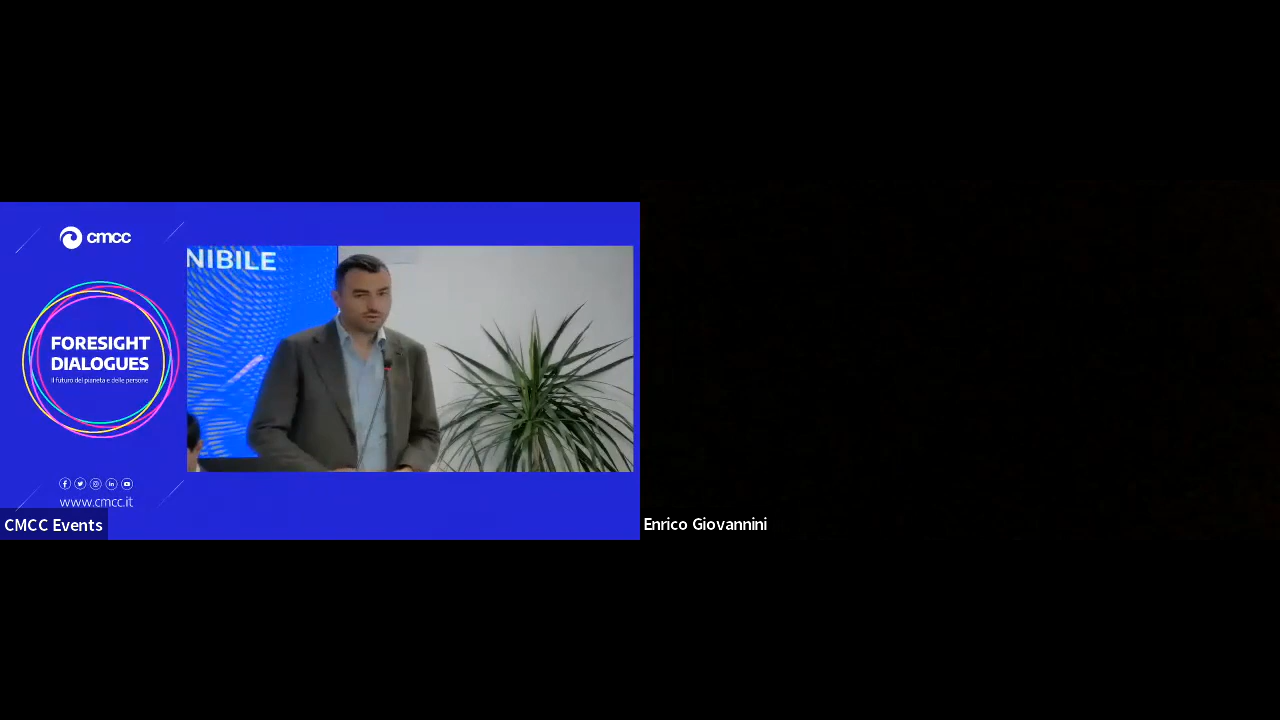 cmcc
NIBILE
FORESIGHT
DIALOGUES
Il futuro del pianeta e delle persone
www.cmcc.it
CMCC Events
Enrico Giovannini